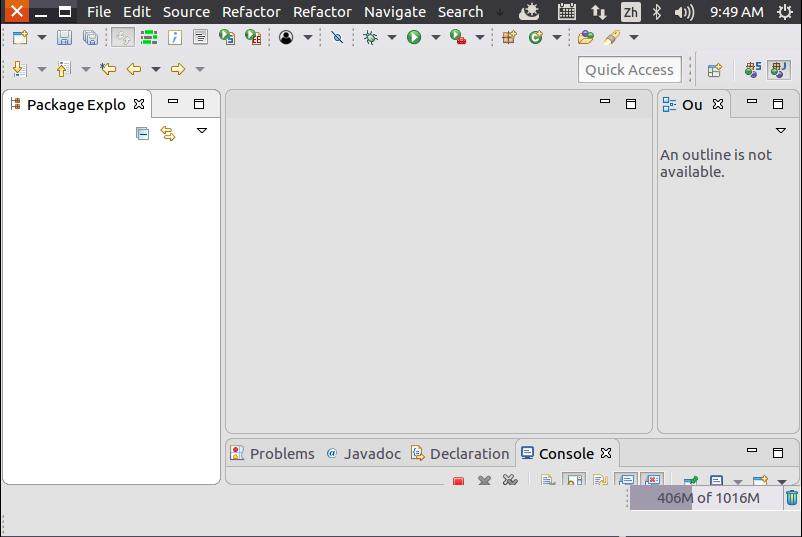 File Edit Source Refactor Refactor Navigate Search Zh 9:49 AM
Quick Access
Package Explo
Ou
An outline is not
available.
Problems @ Javadoc Declaration Console
406M of 1016M